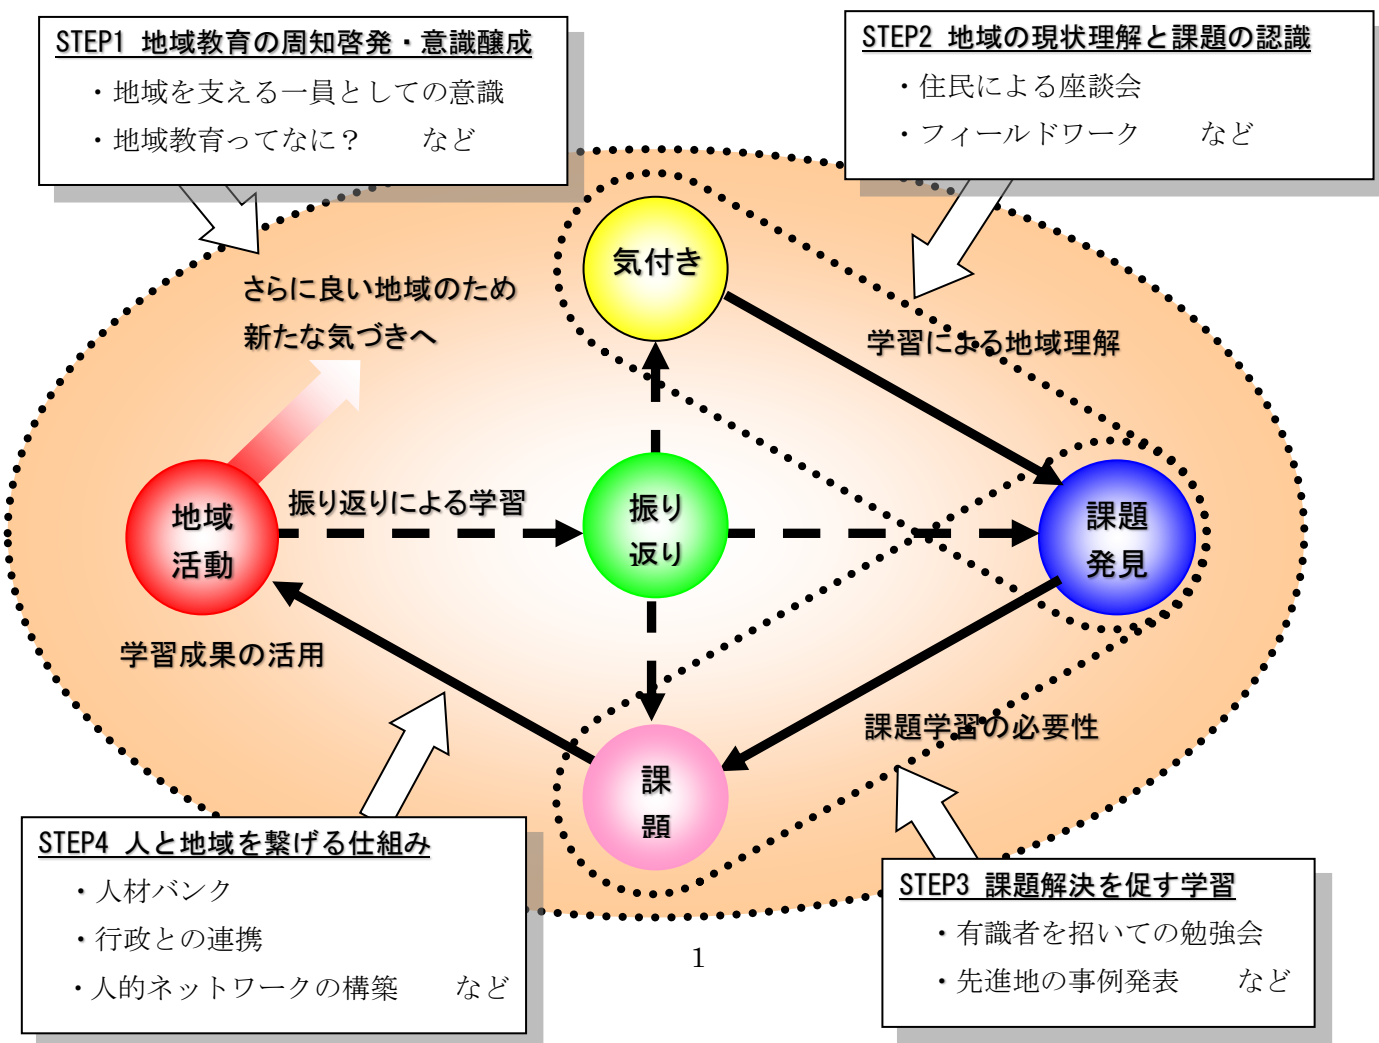 STEP1 地域教育の周知啓発・意識醸成
・地域を支える一員としての意識
・地域教育ってなに？　　など
STEP2 地域の現状理解と課題の認識
・住民による座談会
・フィールドワーク　　など
気付き
さらに良い地域のため
新たな気づきへ
学習による地域理解
地域
活動
振り返りによる学習
振り
返り
課題
発見
学習成果の活用
課題学習の必要性
課
題
STEP4 人と地域を繋げる仕組み
・人材バンク
・行政との連携
・人的ネットワークの構築　　など
STEP3 課題解決を促す学習
・有識者を招いての勉強会
・先進地の事例発表　　など
1